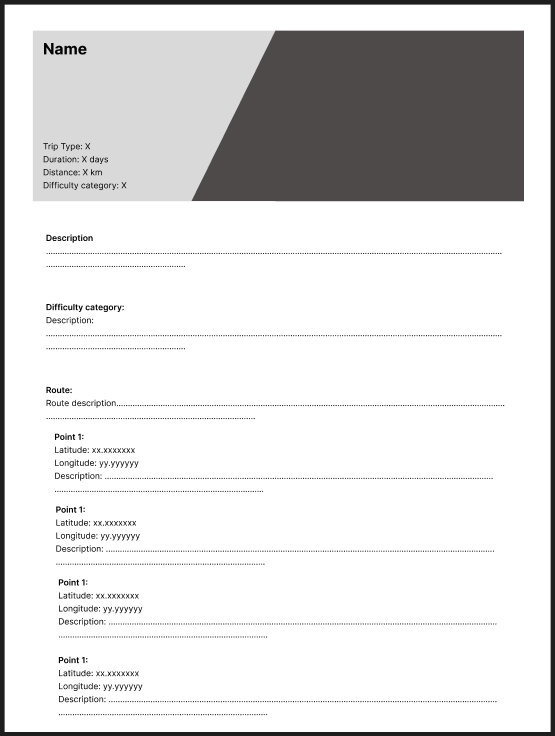 Name
Trip Type: X
Duration: X days
Distance: X km
Difficulty category: X
Description
................................................................................................................................................................
.................................................
Difficulty category:
Description:
................................................................................................................................................................
.................................................
Route:
Route description........................................................................................................................................
..........................................................................
Point 1:
Latitude: xx.xxxxxxx
Longitude: yy.yyyyyy
Description: ........................................................................................................................................
..........................................................................
Point 1:
Latitude: xx.xxxxxxx
Longitude: yy.yyyyyy
Description: ........................................................................................................................................
..........................................................................
Point 1:
Latitude: xx.xxxxxxx
Longitude: yy.yyyyyy
Description: ........................................................................................................................................
..........................................................................
Point 1:
Latitude: xx.xxxxxxx
Longitude: yy.yyyyyy
Description: ........................................................................................................................................
..........................................................................